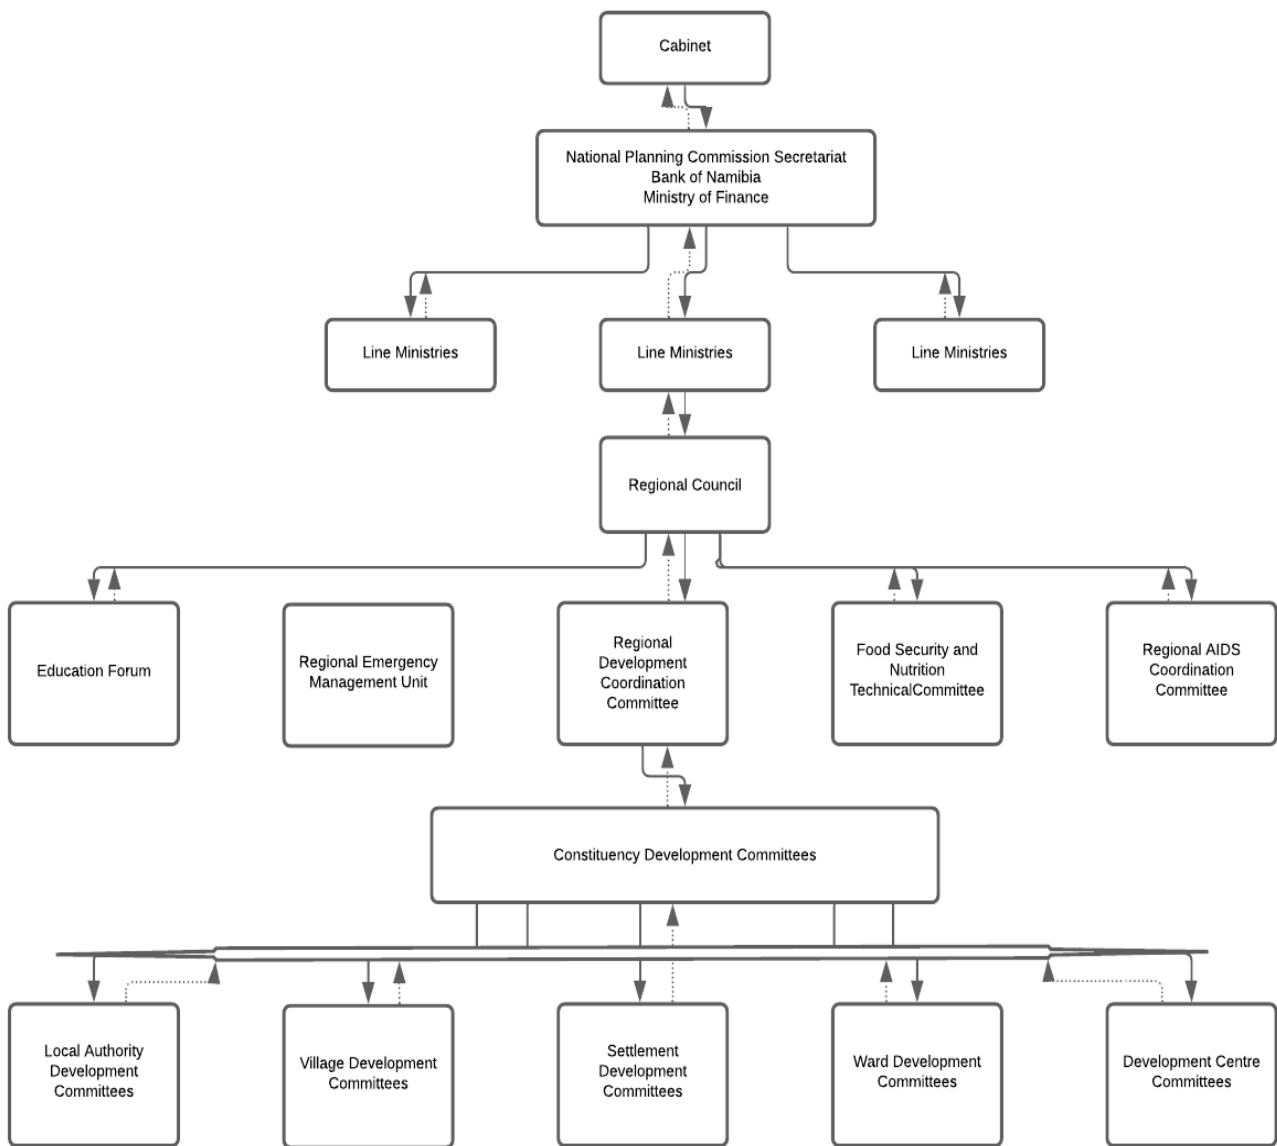 Cabinet
National Planning Commission Secretariat
Bank of Namibia
Ministry of Finance
Line Ministries
Line Ministries
Line Ministries
Regional Council
Education Forum
Regional Emergency
Management Unit
Regional
Development
Coordination
Committee
Food Security and
Nutrition
TechnicalCommittee
Regional AIDS
Coordination
Committee
Constituency Development Committees
Local Authority
Development
Committees
Village Development
Committees
Settlement
Development
Committees
Ward Development
Committees
Development Centre
Committees